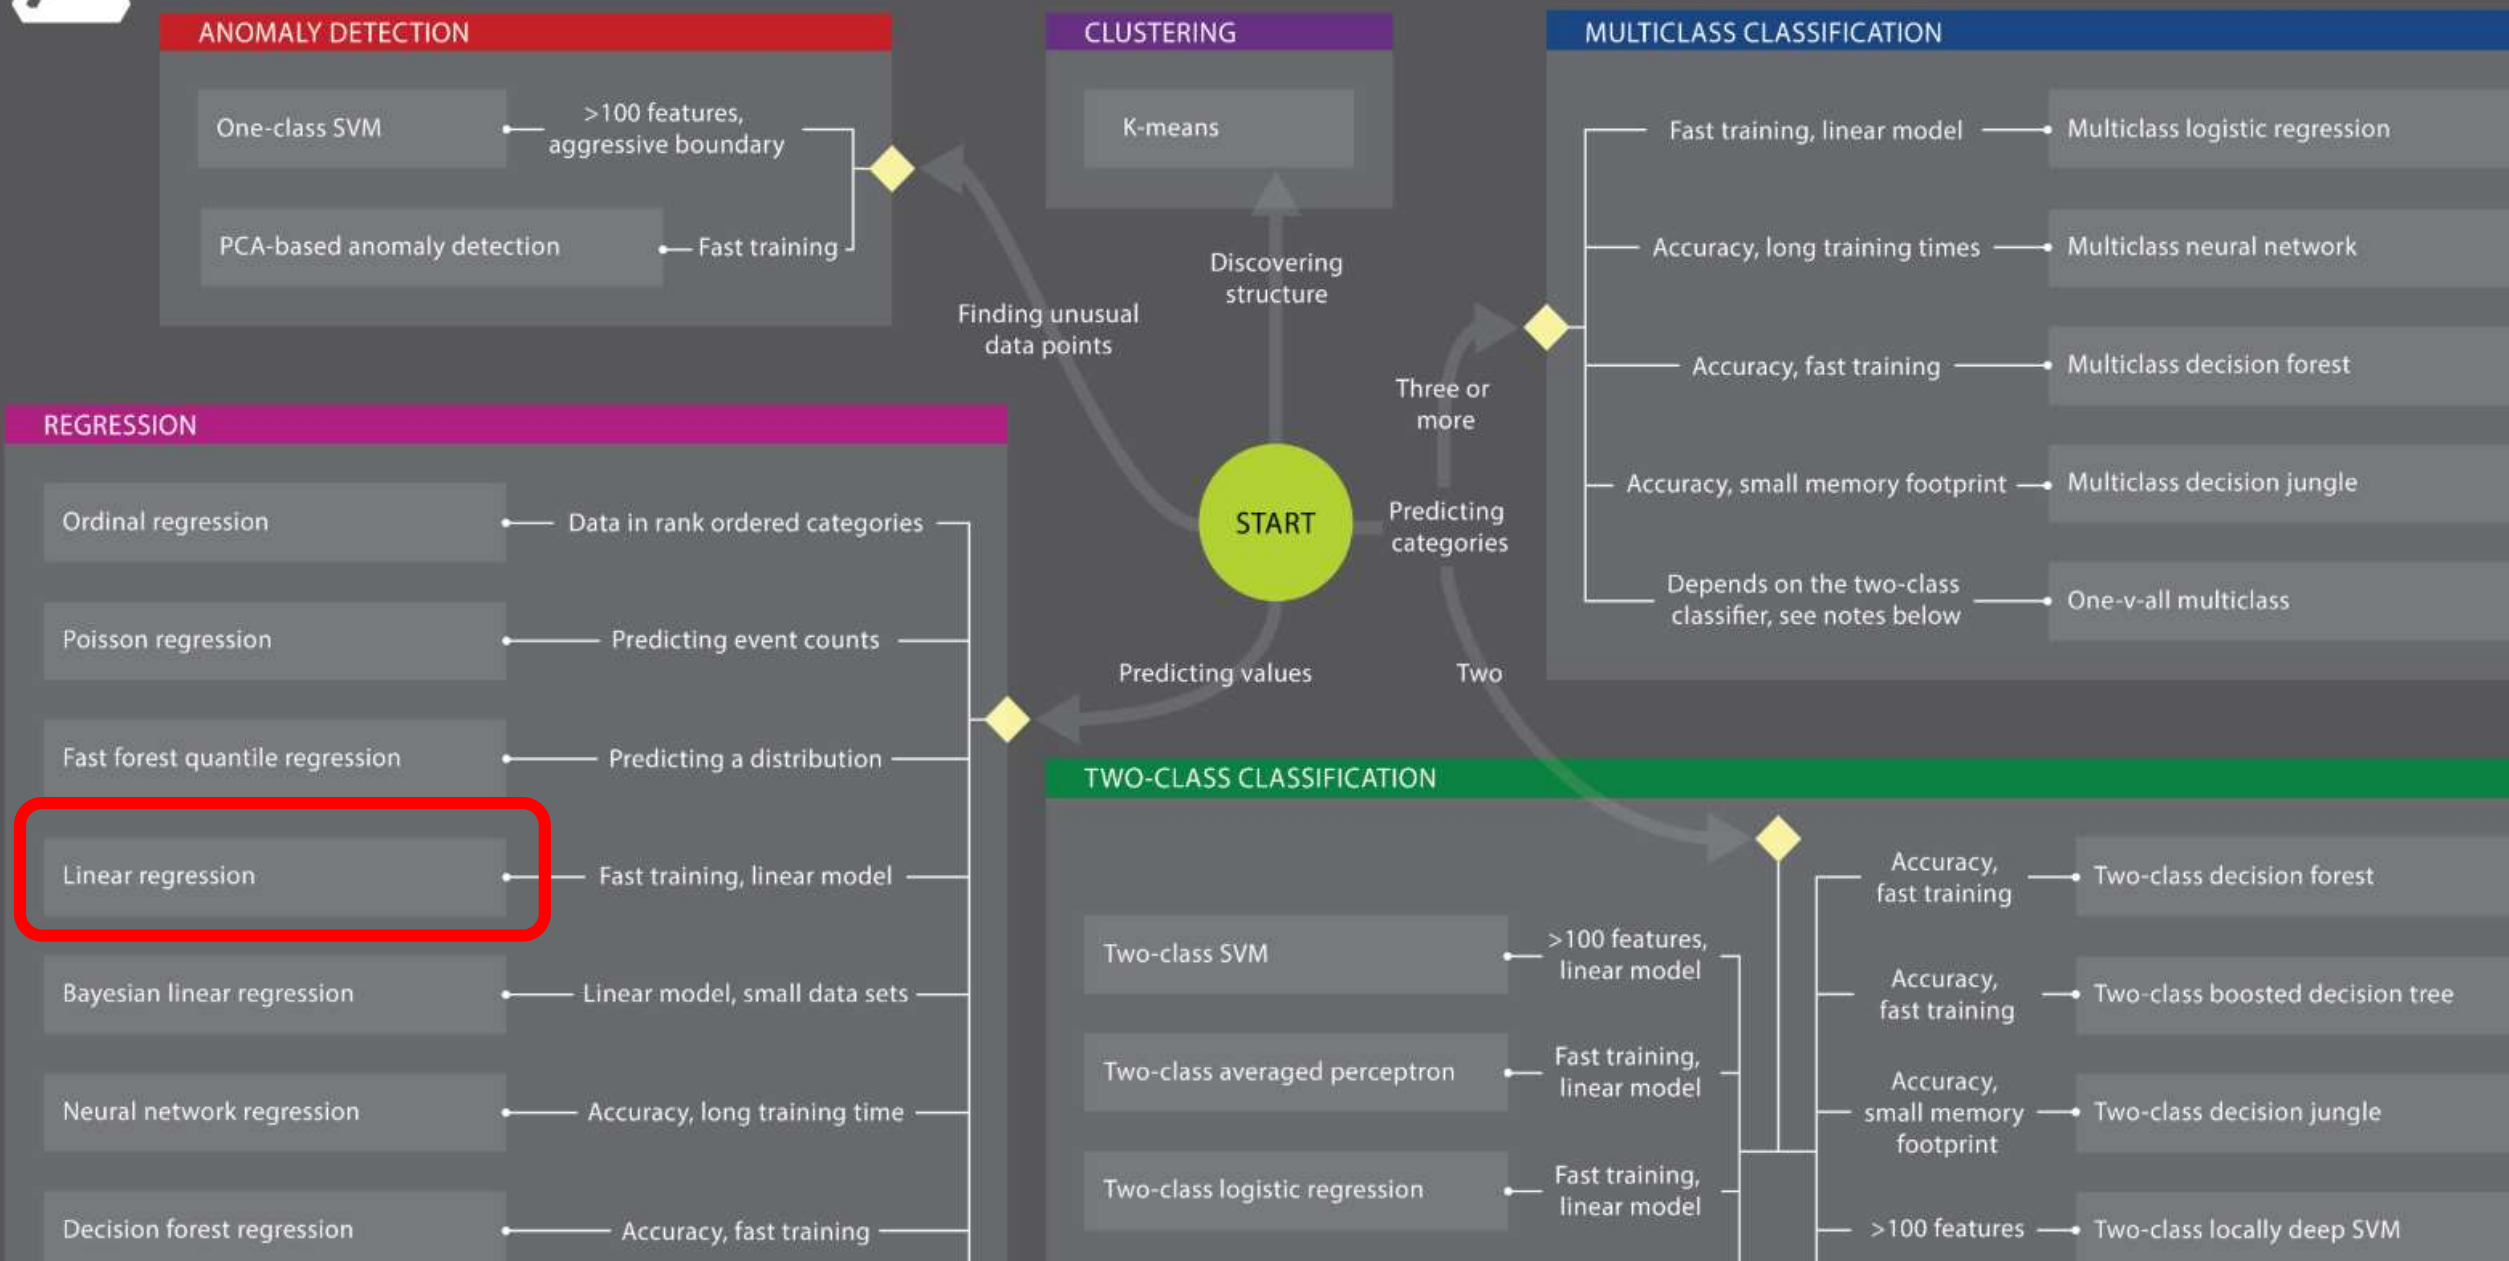 ANOMALY DETECTION
One-class SVM
>100 features,
aggressive boundary
PCA-based anomaly detection
Fast training
CLUSTERING
K-means
Discovering
structure
Finding unusual
data points
MULTICLASS CLASSIFICATION
Fast training, linear model
Multiclass logistic regression
Accuracy, long training times
Multiclass neural network
Accuracy, fast training
Multiclass decision forest
Accuracy, small memory footprint
Multiclass decision jungle
Depends on the two-class
classifier, see notes below
One-v-all multiclass
Three or
more
START
Predicting
categories
Predicting values
Two
REGRESSION
Ordinal regression
Data in rank ordered categories
Poisson regression
Predicting event counts
Fast forest quantile regression
Predicting a distribution
Linear regression
Fast training, linear model
Bayesian linear regression
Linear model, small data sets
Neural network regression
Accuracy, long training time
Decision forest regression
Accuracy, fast training
TWO-CLASS CLASSIFICATION
Two-class SVM
>100 features,
linear model
Two-class averaged perceptron
Fast training,
linear model
Two-class logistic regression
Fast training,
linear model
Accuracy,
fast training
Two-class decision forest
Accuracy,
fast training
Two-class boosted decision tree
Accuracy,
small memory
footprint
Two-class decision jungle
>100 features
Two-class locally deep SVM